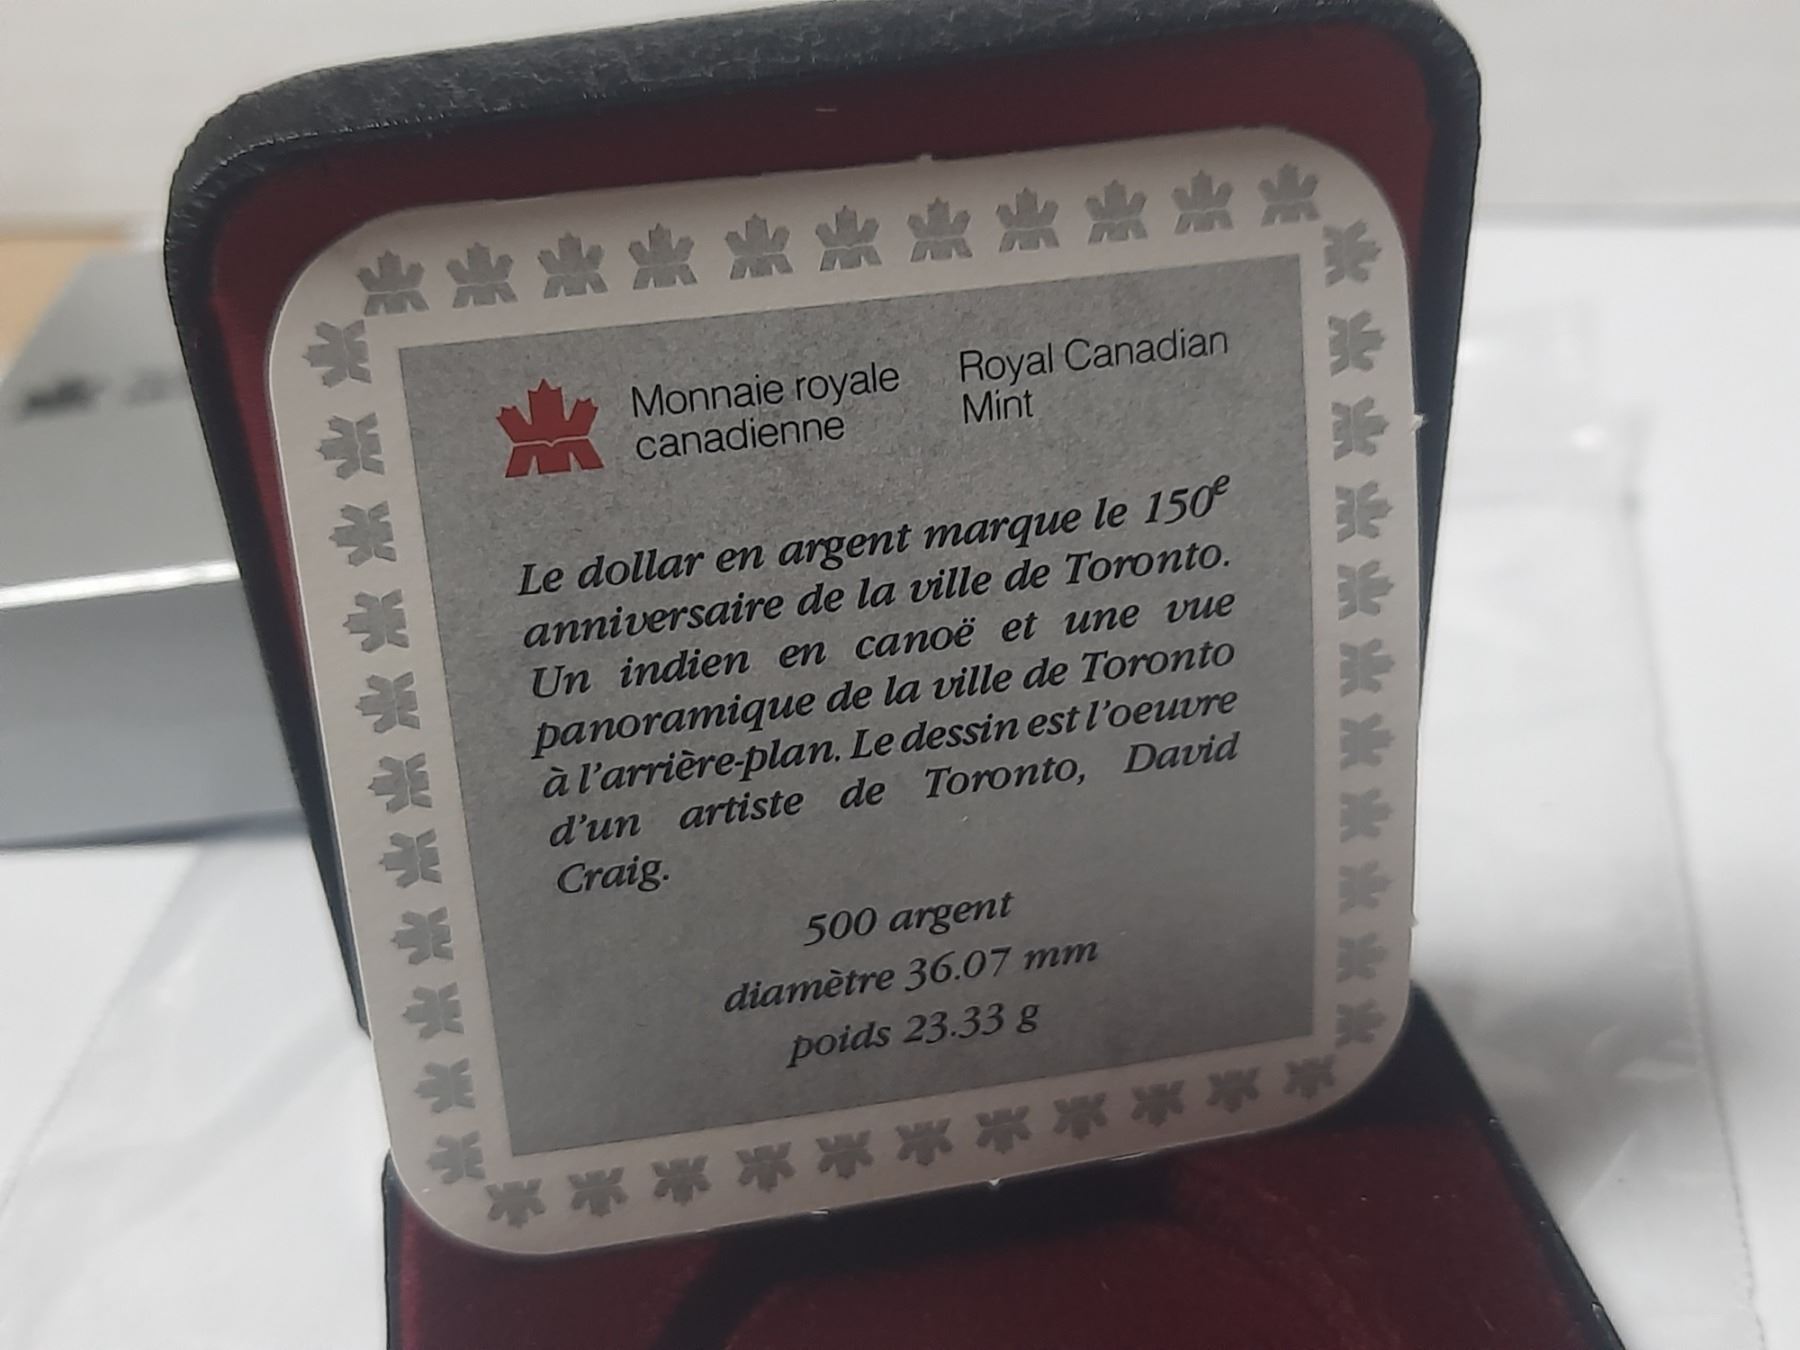 Monnaie royale
canadienne
Royal Canadian
Mint
Le dollar en argent marque le 150e
anniversaire de la ville de Toronto.
Un indien en canoë et une vue
panoramique de la ville de Toronto
à l'arrière-plan. Le dessin est l'oeuvre
d'un artiste de Toronto, David
Craig.
500 argent
diamètre 36.07 mm
poids 23.33 g